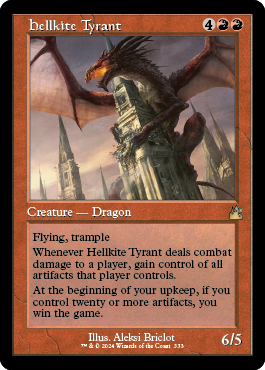 Hellkite Tyrant 4
Creature — Dragon
Flying, trample
Whenever Hellkite Tyrant deals combat
damage to a player, gain control of all
artifacts that player controls.
At the beginning of your upkeep, if you
control twenty or more artifacts, you
win the game.
Illus. Aleksi Briclot
6/5
™ & © 2024 Wizards of the Coast 333